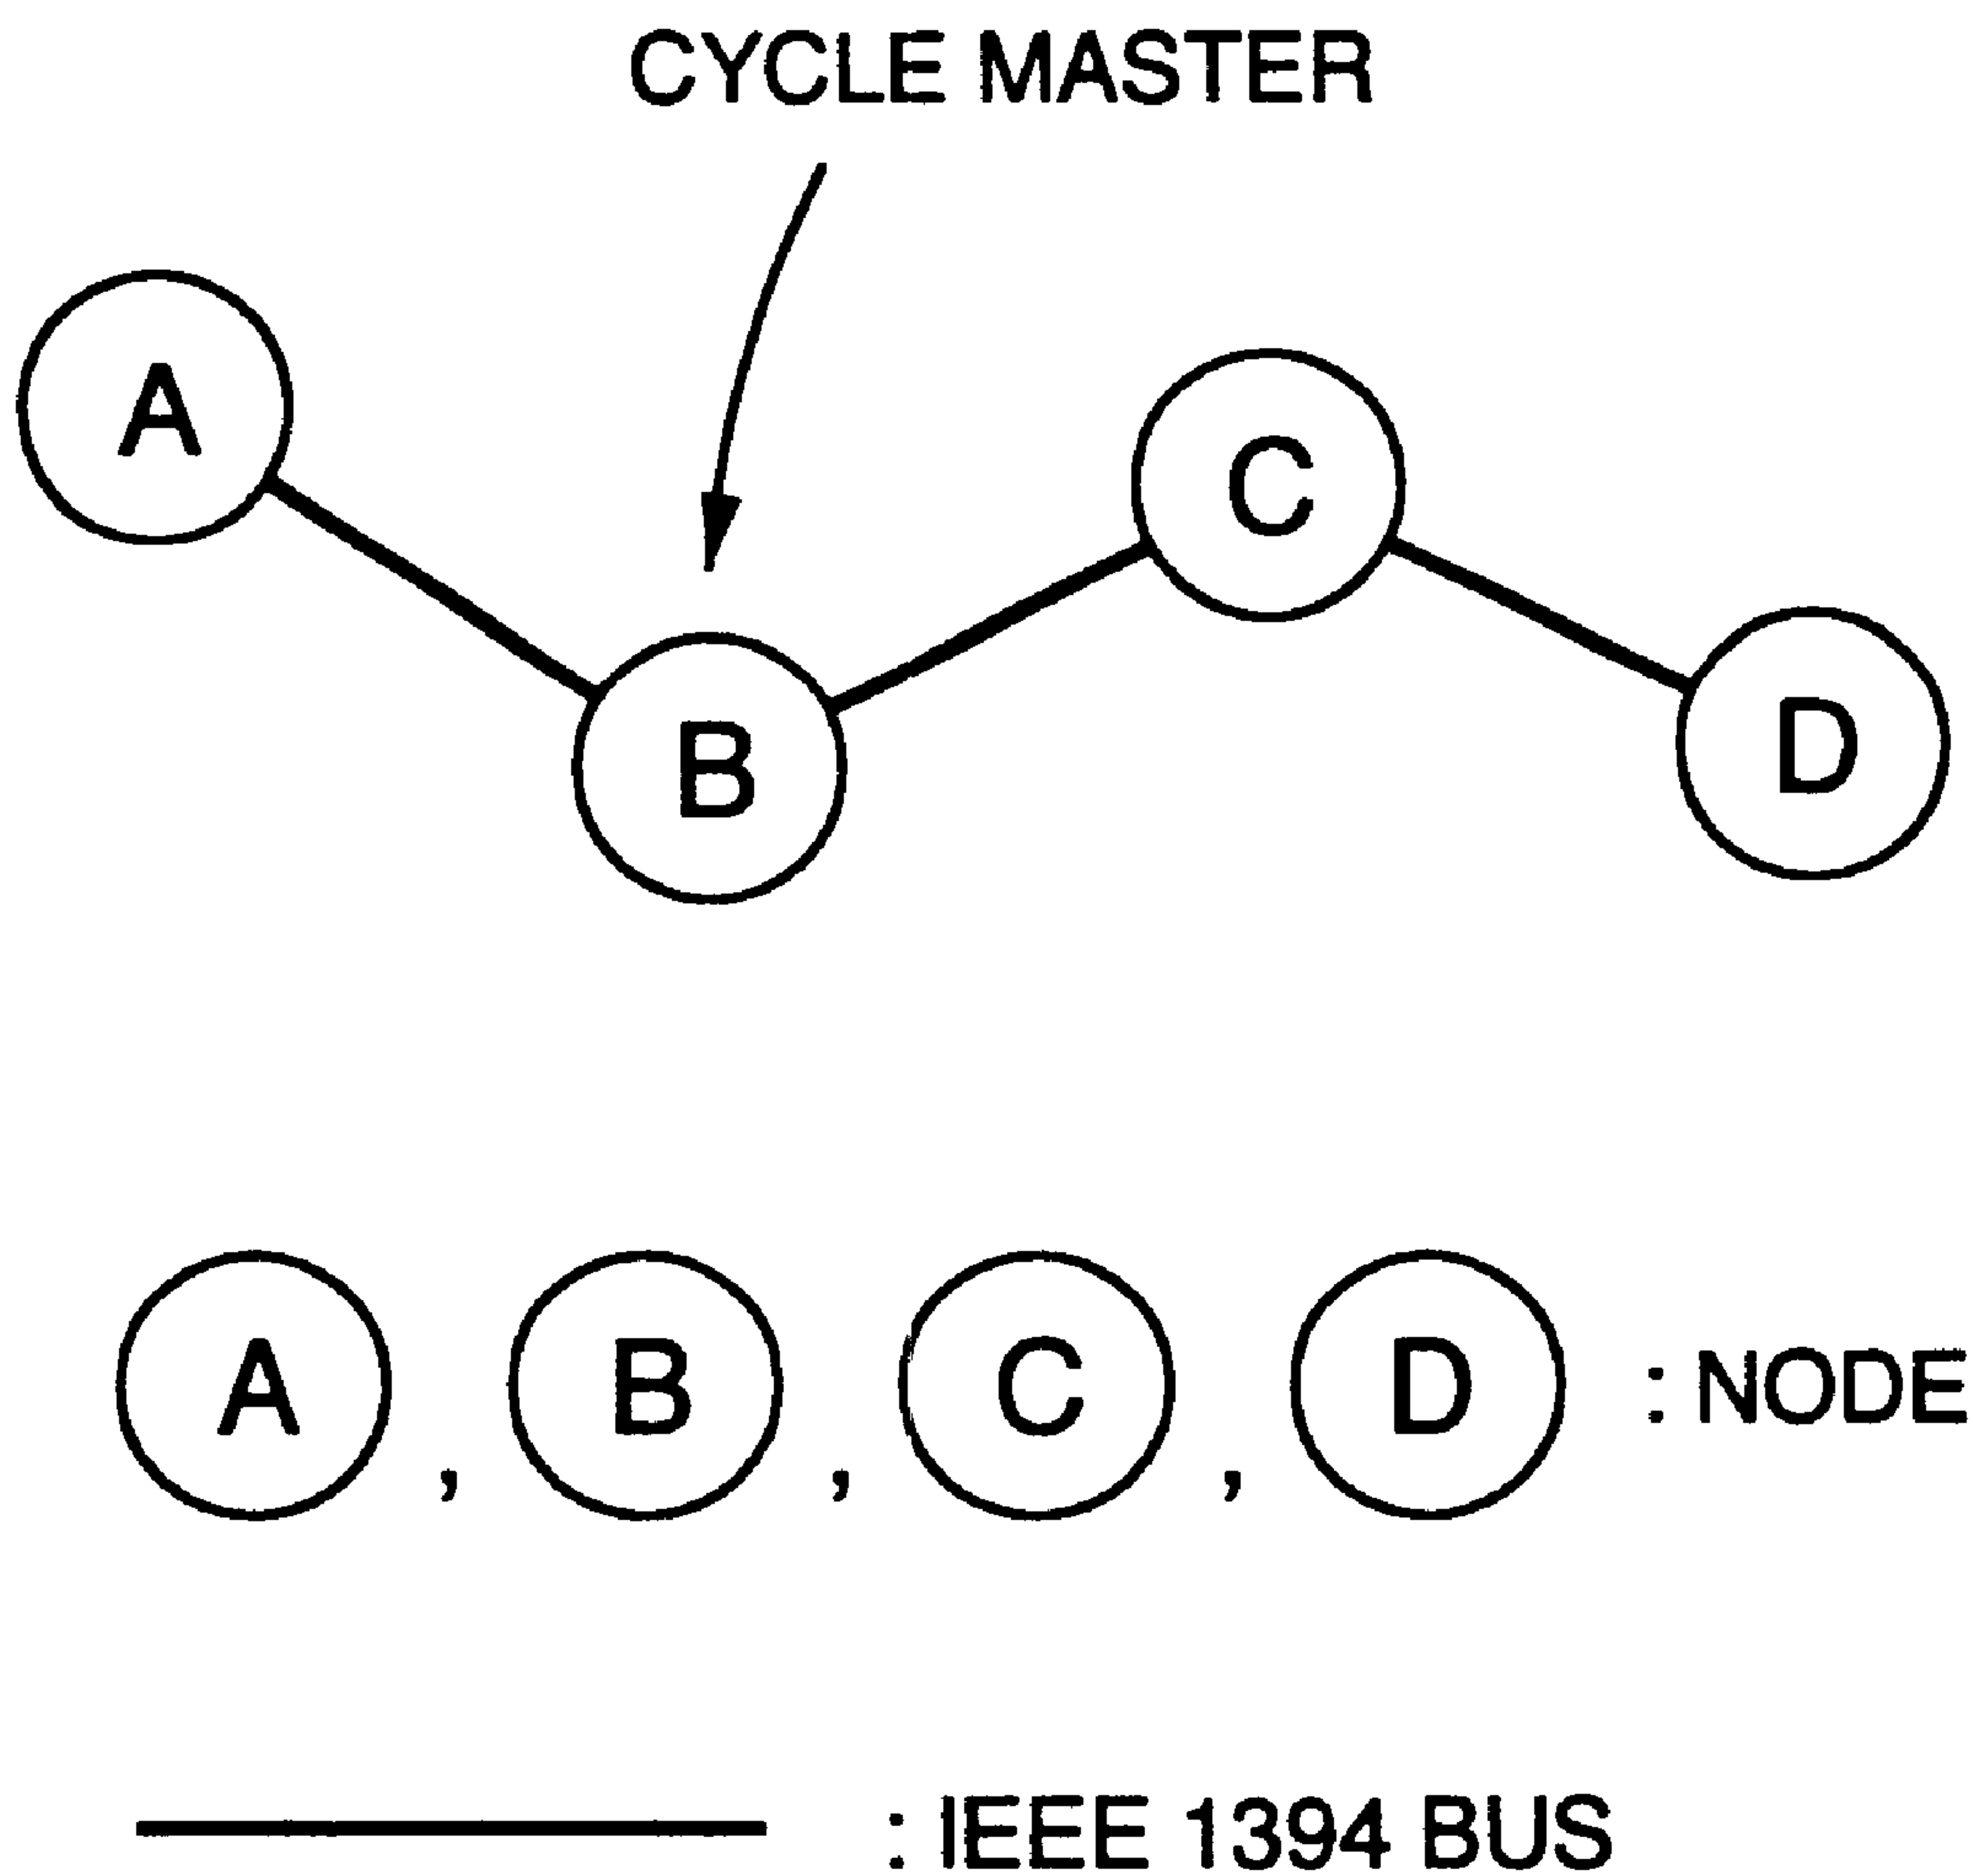 CYCLE MASTER
A
C
B
D
A , B , C , D : NODE
: IEEE 1394 BUS